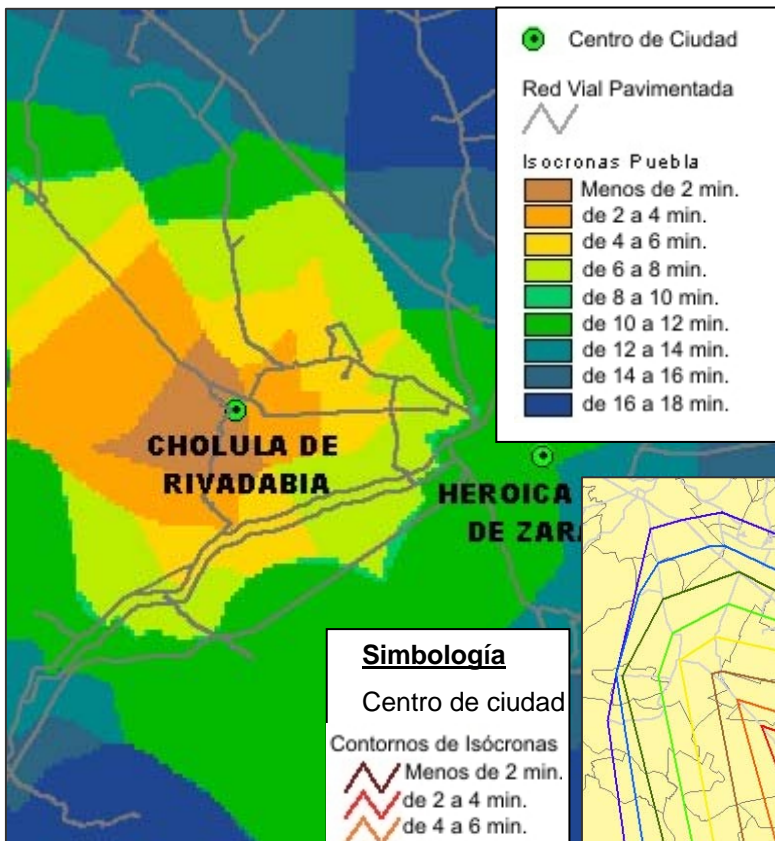 Centro de Ciudad
Red Vial Pavimentada
Isocronas Puebla
Menos de 2 min.
de 2 a 4 min.
de 4 a 6 min.
de 6 a 8 min.
de 8 a 10 min.
de 10 a 12 min.
de 12 a 14 min.
de 14 a 16 min.
de 16 a 18 min.
CHOLULA DE
RIVADABIA
HEROICA
DE ZARA
Simbología
Centro de ciudad
Contornos de Isócronas
Menos de 2 min.
de 2 a 4 min.
de 4 a 6 min.